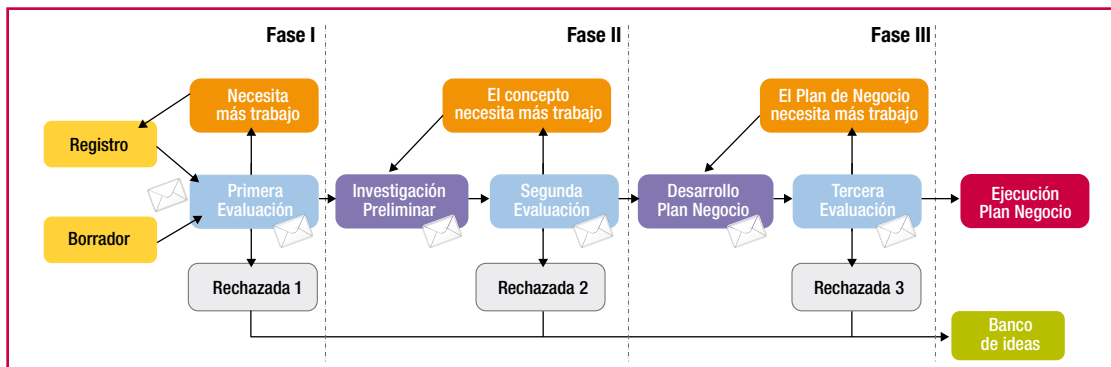 Fase I
Fase II
Fase III
Necesita
más trabajo
El concepto
necesita más trabajo
El Plan de Negocio
necesita más trabajo
Registro
Primera
Evaluación
Investigación
Preliminar
Segunda
Evaluación
Desarrollo
Plan Negocio
Tercera
Evaluación
Ejecución
Plan Negocio
Borrador
Rechazada 1
Rechazada 2
Rechazada 3
Banco
de ideas